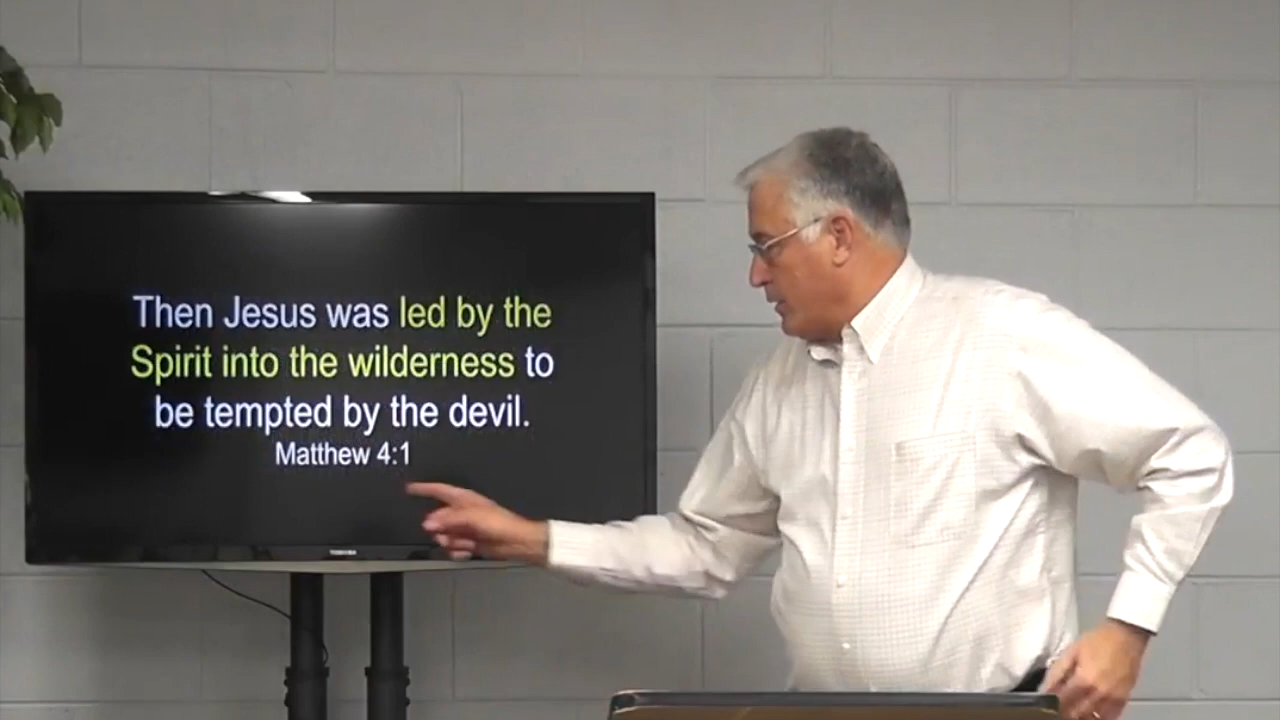 Then Jesus was led by the
Spirit into the wilderness to
be tempted by the devil.
Matthew 4:1
TOSHIBA